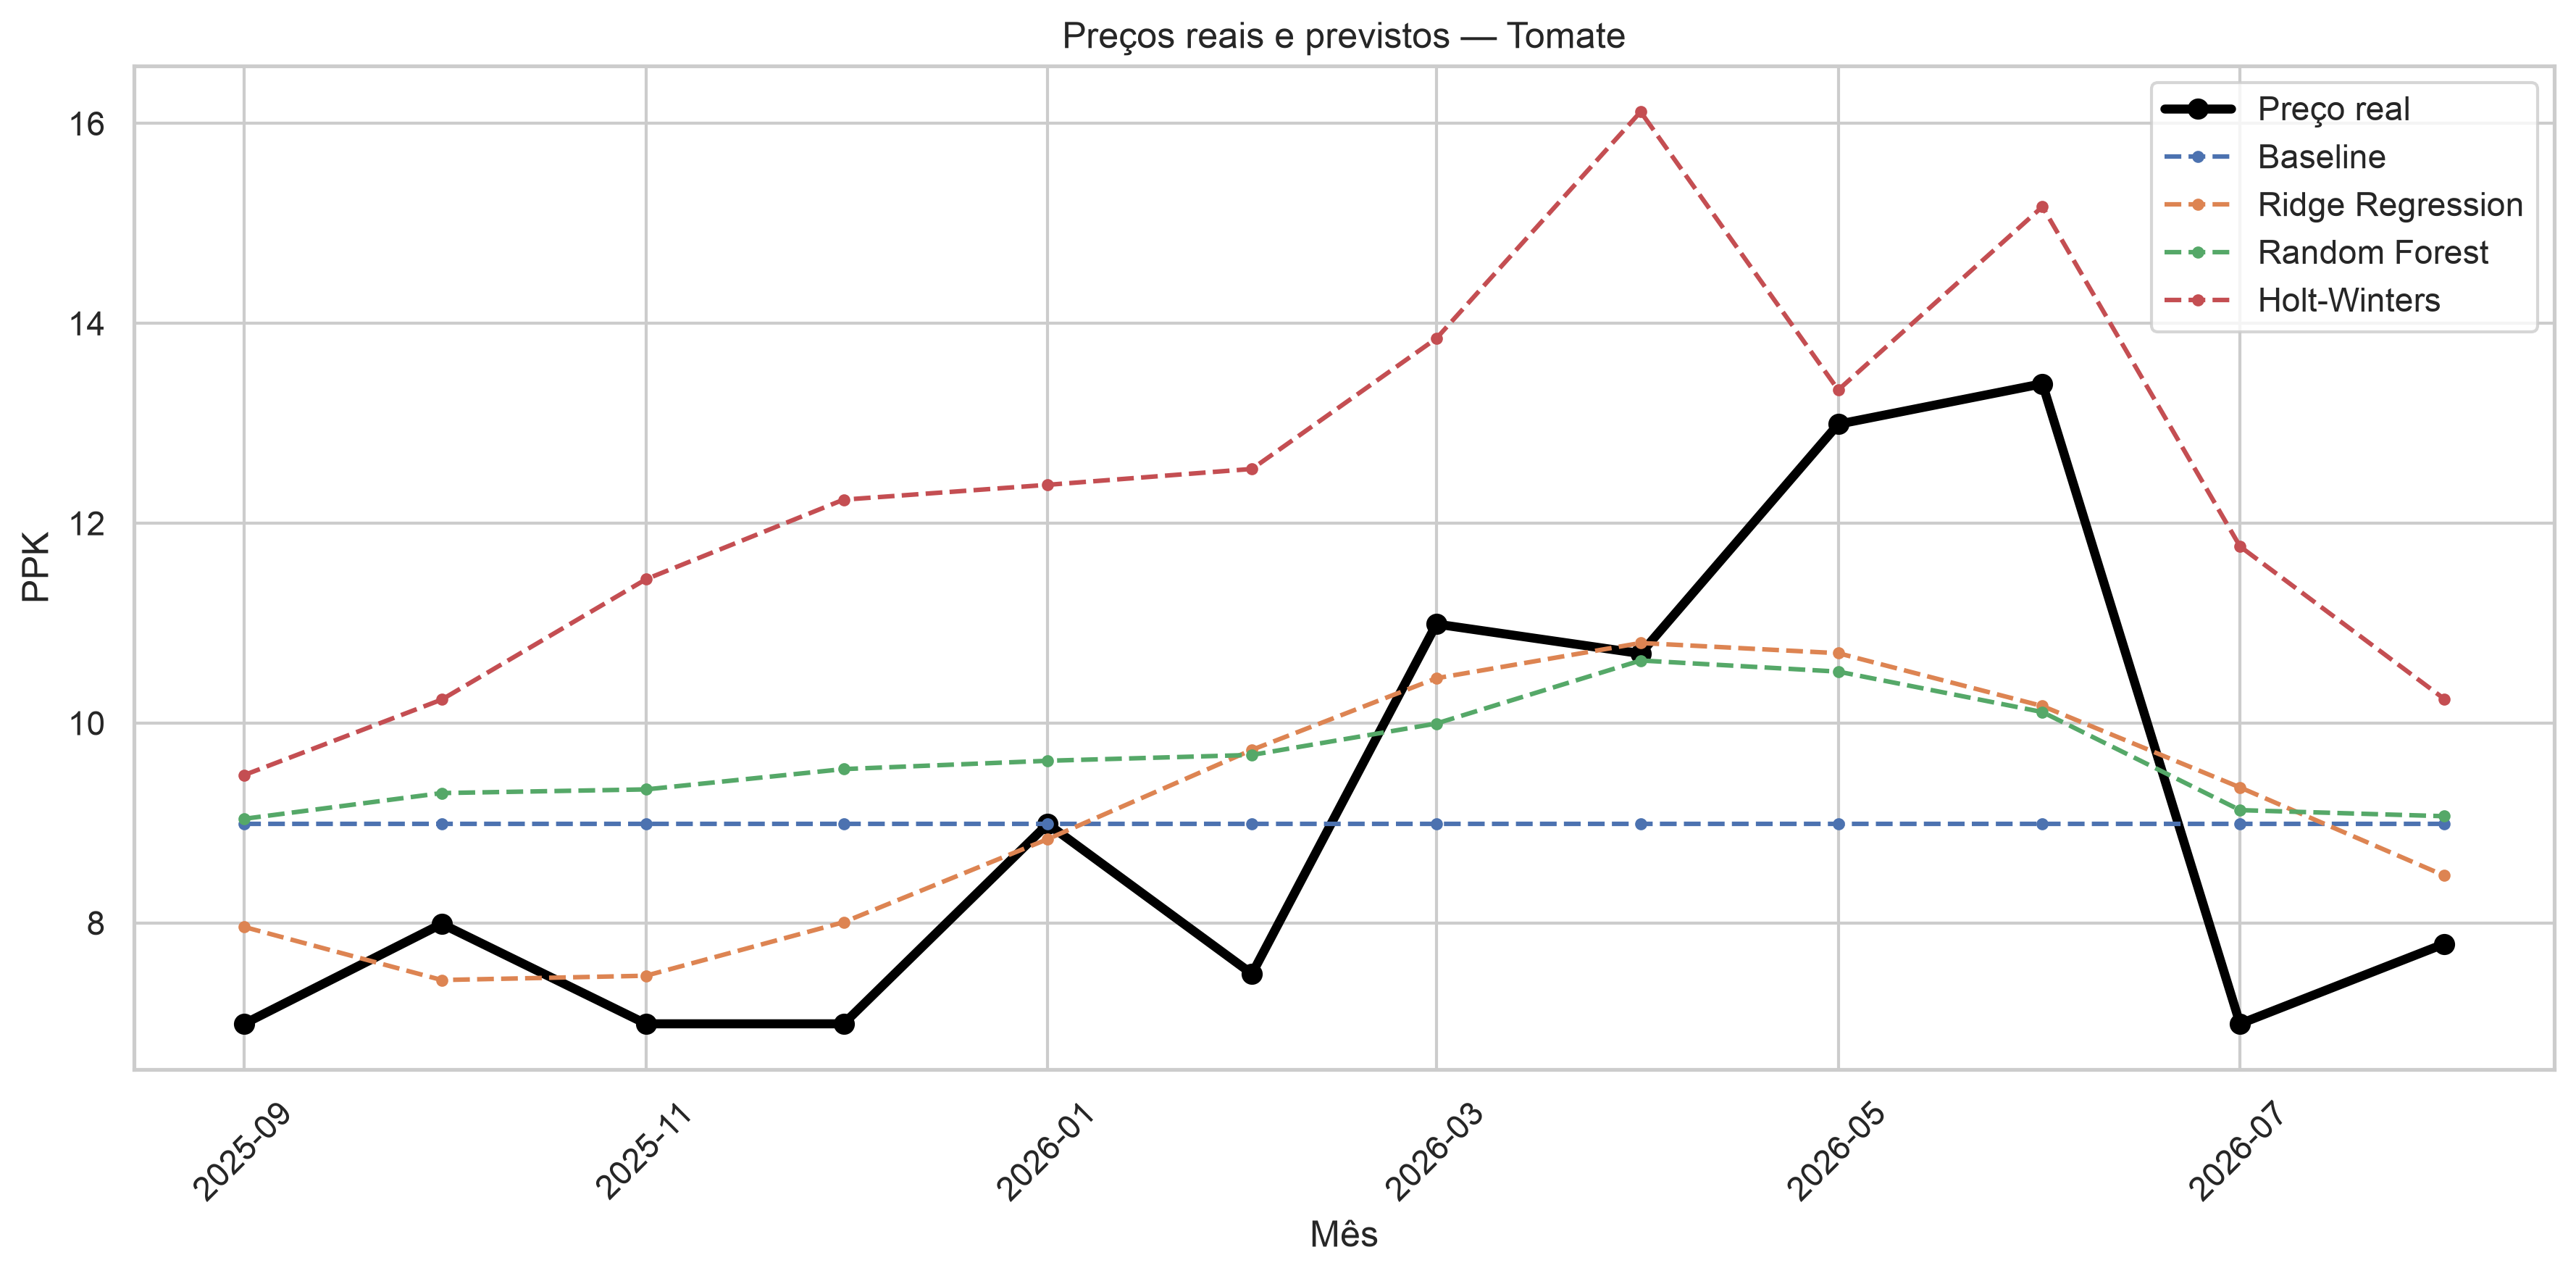 Preços reais e previstos — Tomate
16
14
12
10
8
PPK
Preço real
Baseline
Ridge Regression
Random Forest
Holt-Winters
2025-09
2025-11
2026-01
2026-03
2026-05
2026-07
Mês